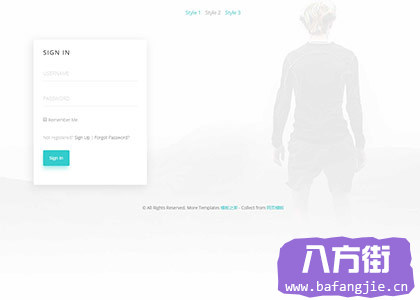 Style 1 Style 2 Style 3
SIGN IN
USERNAME
PASSWORD
Remember Me
Not registered? Sign Up | Forgot Password?
Sign In
© All Rights Reserved. More Templates 模板之家 - Collect from 网页模板
八方街
www.bafangjie.cn